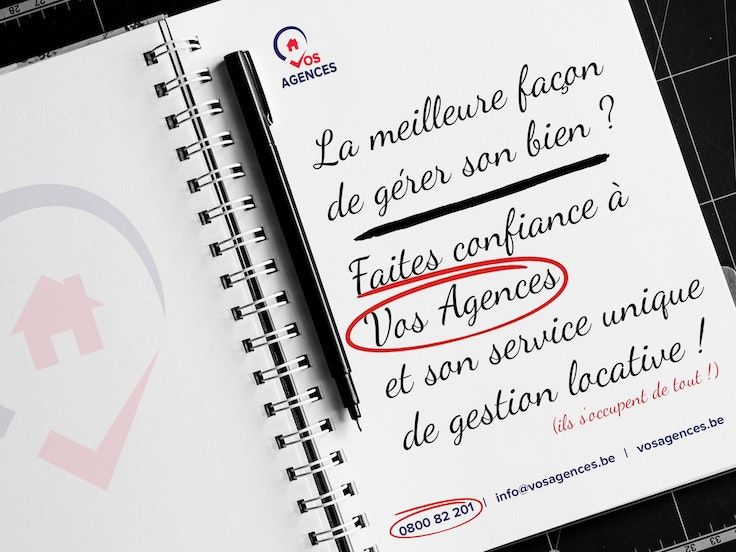 VOS
AGENCES
La meilleure façon
de gérer son bien ?
Faites confiance à
Vos Agences
et son service unique
de gestion locative !
(ils s'occupent de tout !)
0800 82 201 | info@vosagences.be | vosagences.be